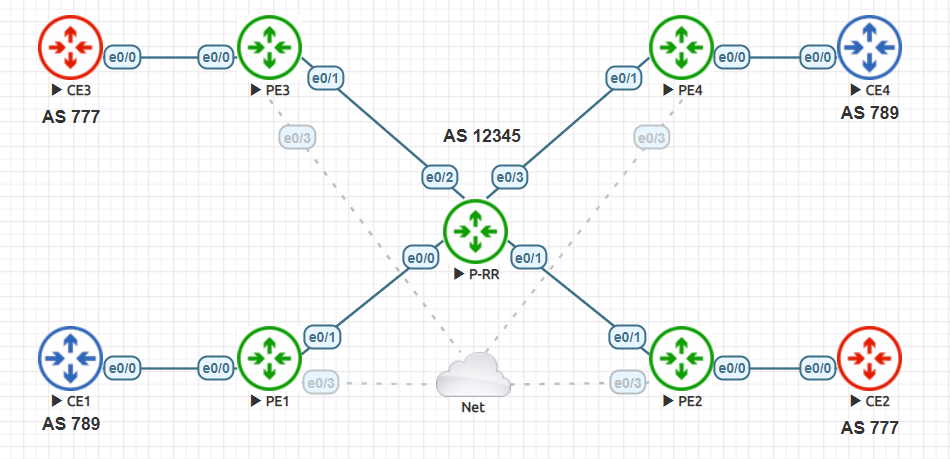 e0/0
e0/0
e0/1
e0/1
e0/0
e0/0
CE3
PE3
PE4
CE4
AS 777
AS 789
e0/3
AS 12345
e0/3
e0/2
e0/3
e0/0
e0/1
P-RR
e0/1
e0/1
e0/0
e0/0
e0/3
e0/3
e0/0
e0/0
CE1
PE1
Net
PE2
CE2
AS 789
AS 777